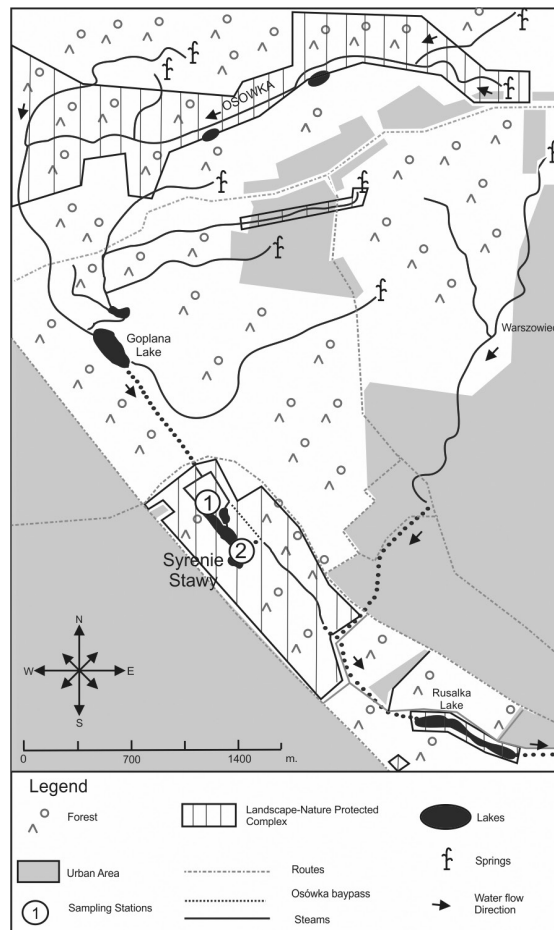 OSÓWKA
Warszowiec
Goplana
Lake
1
2
Syrenie
Stawy
N
W
E
S
Rusalka
Lake
0 700 1400 m.
Legend
Forest
Landscape-Nature Protected
Complex
Lakes
Urban Area
Routes
Springs
Osówka baypass
1 Sampling Stations
Steams
Water flow
Direction